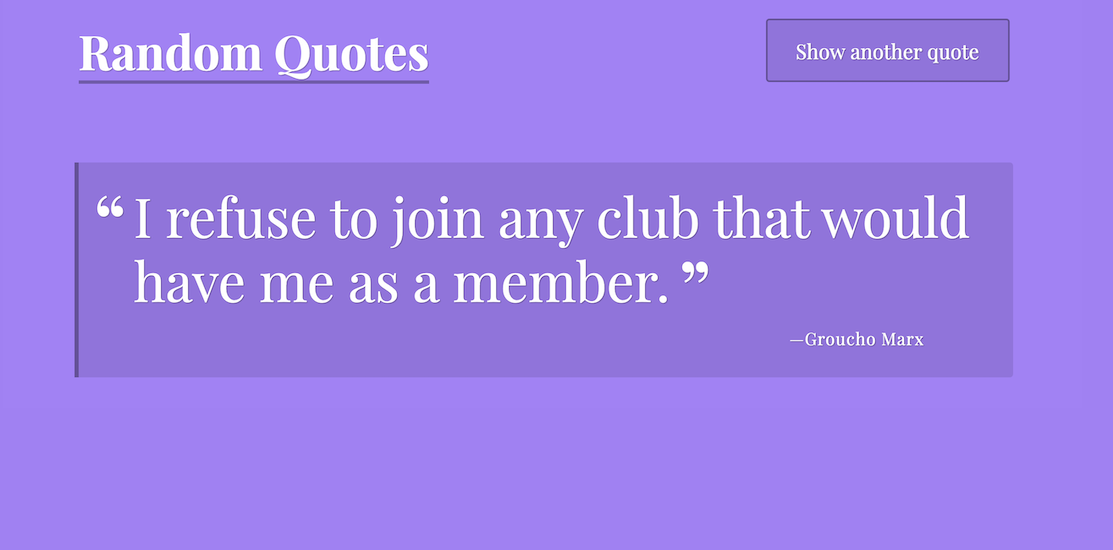 Random Quotes
Show another quote
“ I refuse to join any club that would
have me as a member. ”
—Groucho Marx